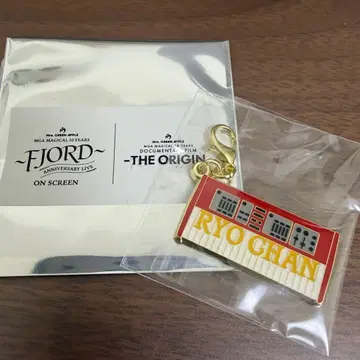 Mrs. GREEN APPLE
MGA MAGICAL 10 YEARS
~FJORD~
ANNIVERSARY LIVE
ON SCREEN
Mrs. GREEN APPLE
MGA MAGICAL 10 YEARS
DOCUMENTARY FILM
~THE ORIGIN
RYO CHAN